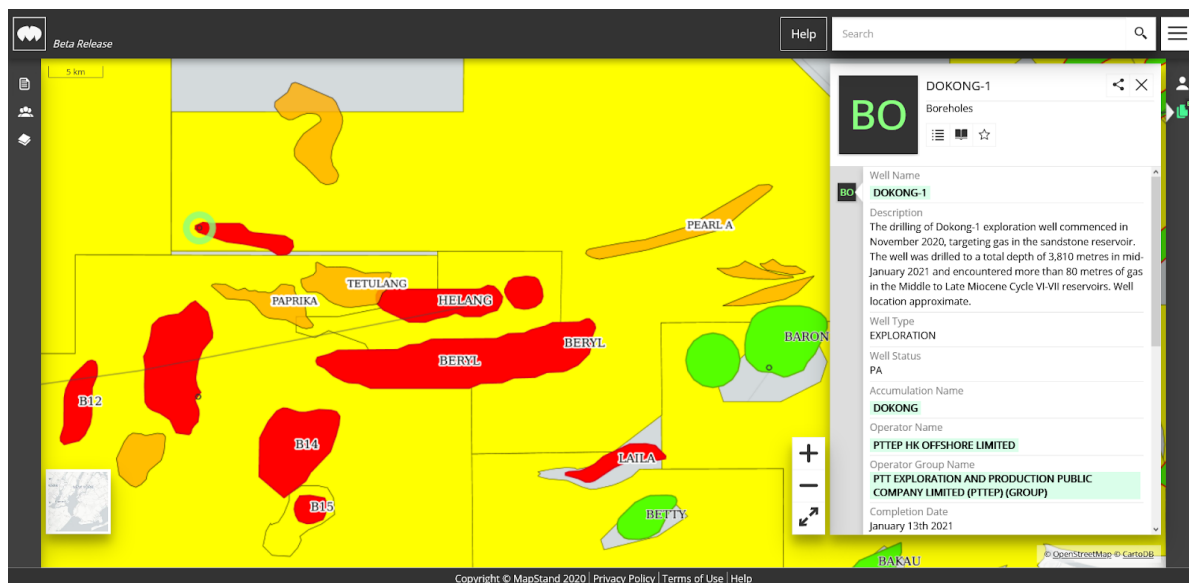 Beta Release
Help
Search
5 km
PEARL A
TETULANG
PAPRIKA
HELANG
BARON
BERYL
BERYL
B12
B14
LAILA
B15
BETTY
BAKAU
BO
DOKONG-1
Boreholes
BO
Well Name
DOKONG-1
Description
The drilling of Dokong-1 exploration well commenced in
November 2020, targeting gas in the sandstone reservoir.
The well was drilled to a total depth of 3,810 metres in mid-
January 2021 and encountered more than 80 metres of gas
in the Middle to Late Miocene Cycle VI-VII reservoirs. Well
location approximate.
Well Type
EXPLORATION
Well Status
PA
Accumulation Name
DOKONG
Operator Name
PTTEP HK OFFSHORE LIMITED
Operator Group Name
PTT EXPLORATION AND PRODUCTION PUBLIC
COMPANY LIMITED (PTTEP) (GROUP)
Completion Date
January 13th 2021
© OpenStreetMap © CartoDB
Copyright © MapStand 2020 | Privacy Policy | Terms of Use | Help